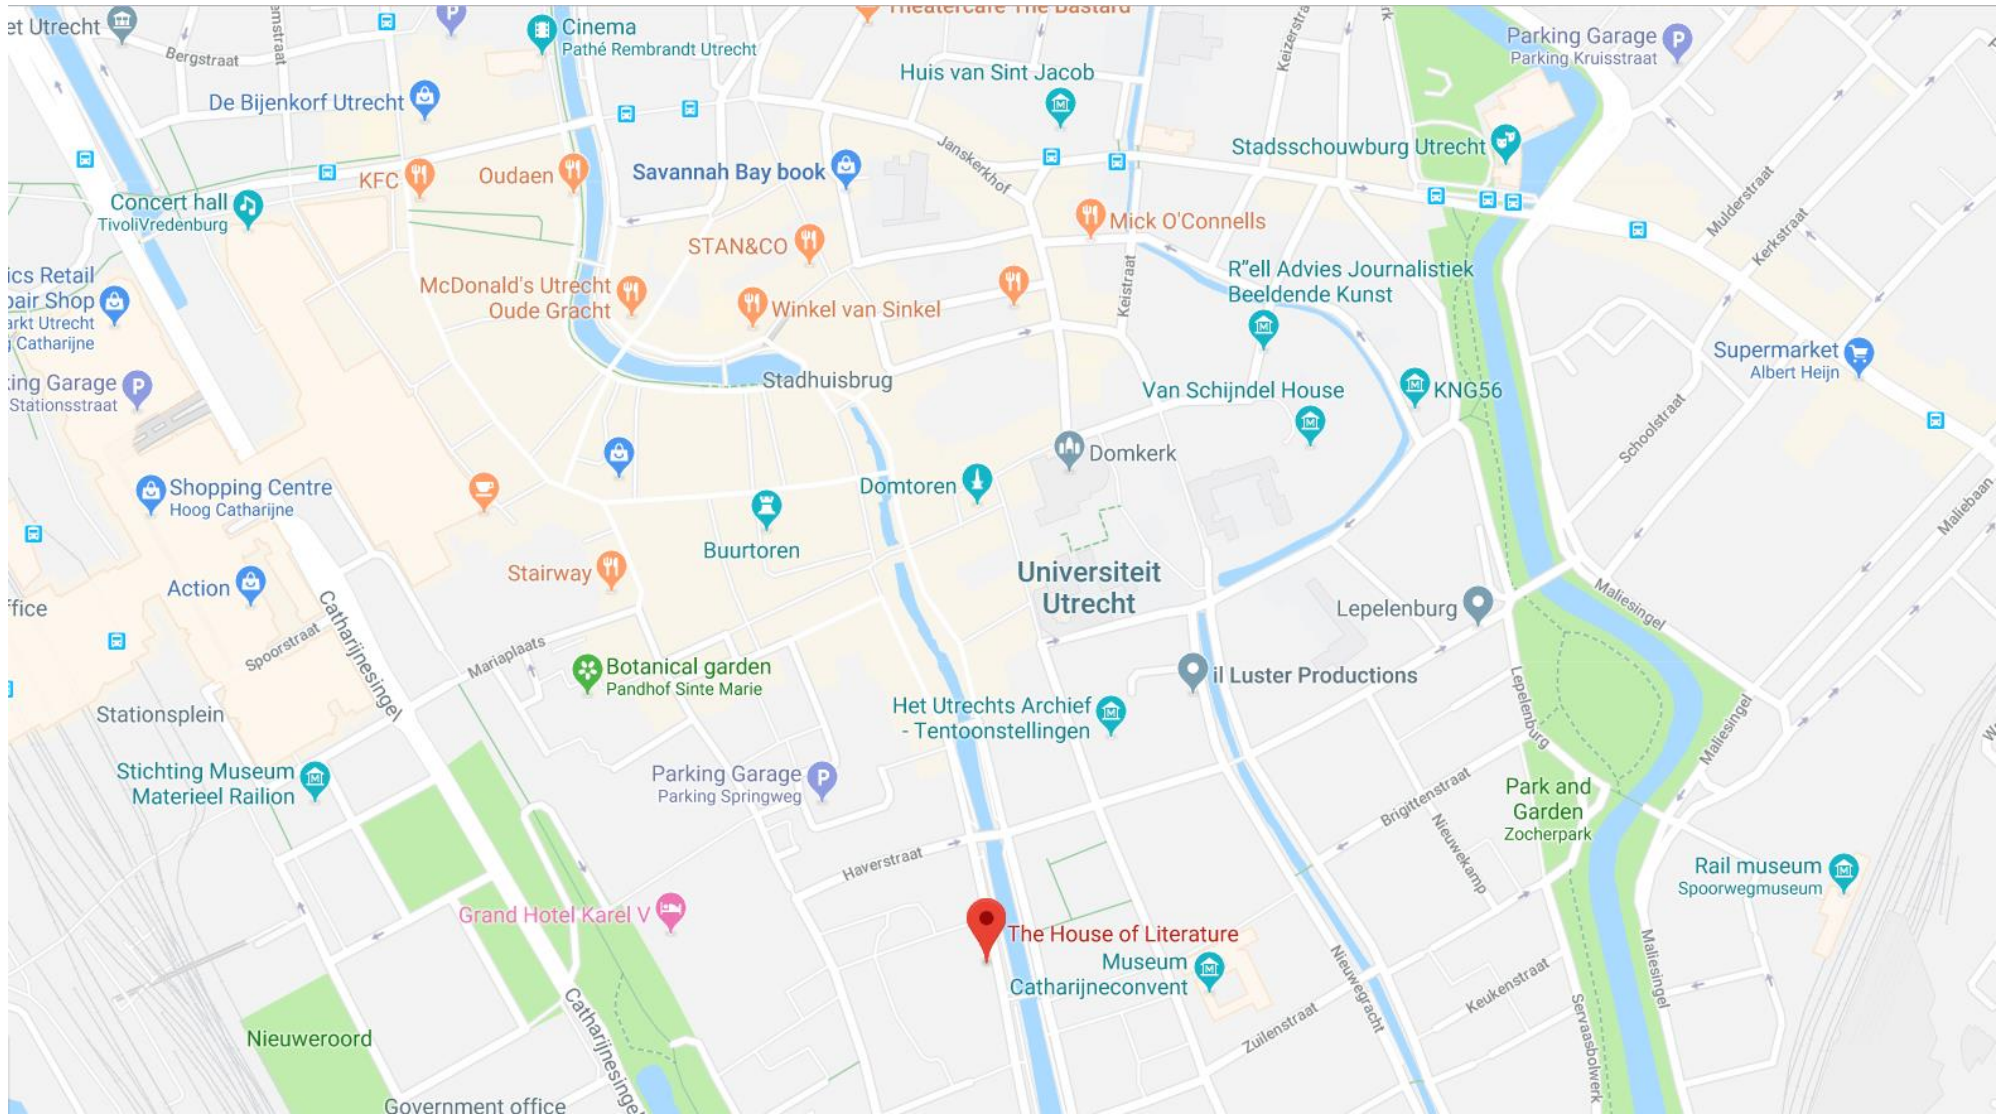 et Utrecht
Bergstraat
emstraat
Cinema
Pathé Rembrandt Utrecht
Theatercafé The Bastard
Huis van Sint Jacob
Keizerstra
rk
Parking Garage
Parking Kruisstraat
De Bijenkorf Utrecht
Janskerkhof
Stadsschouwburg Utrecht
KFC
Oudaen
Savannah Bay book
Concert hall
TivoliVredenburg
STAN&CO
Mick O'Connells
Mulderstraat
Kerkstraat
ics Retail
pair Shop
arkt Utrecht
g Catharijne
McDonald's Utrecht
Oude Gracht
Winkel van Sinkel
Keistraat
R"ell Advies Journalistiek
Beeldende Kunst
Supermarket
Albert Heijn
king Garage
Stationsstraat
Stadhuisbrug
Van Schijndel House
KNG56
Schoolstraat
Domkerk
Shopping Centre
Hoog Catharijne
Domtoren
Maliebaan
Buurtoren
Stairway
Action
Universiteit
Utrecht
Lepelenburg
Maliesingel
ffice
Spoorstraat
Catharijnesingel
Mariaplaats
Botanical garden
Pandhof Sinte Marie
il Luster Productions
Lepelenburg
Stationsplein
Het Utrechts Archief
- Tentoonstellingen
Maliesingel
Stichting Museum
Materieel Railion
Parking Garage
Parking Springweg
Brigittenstraat
Park and
Garden
Zocherpark
Nieuwekamp
Haverstraat
Rail museum
Spoorwegmuseum
Grand Hotel Karel V
The House of Literature
Museum
Catharijneconvent
Nieuwegracht
Keukenstraat
Maliesingel
Nieuweroord
Catharijnesingel
Zuilenstraat
Servaasbolwerk
Government office